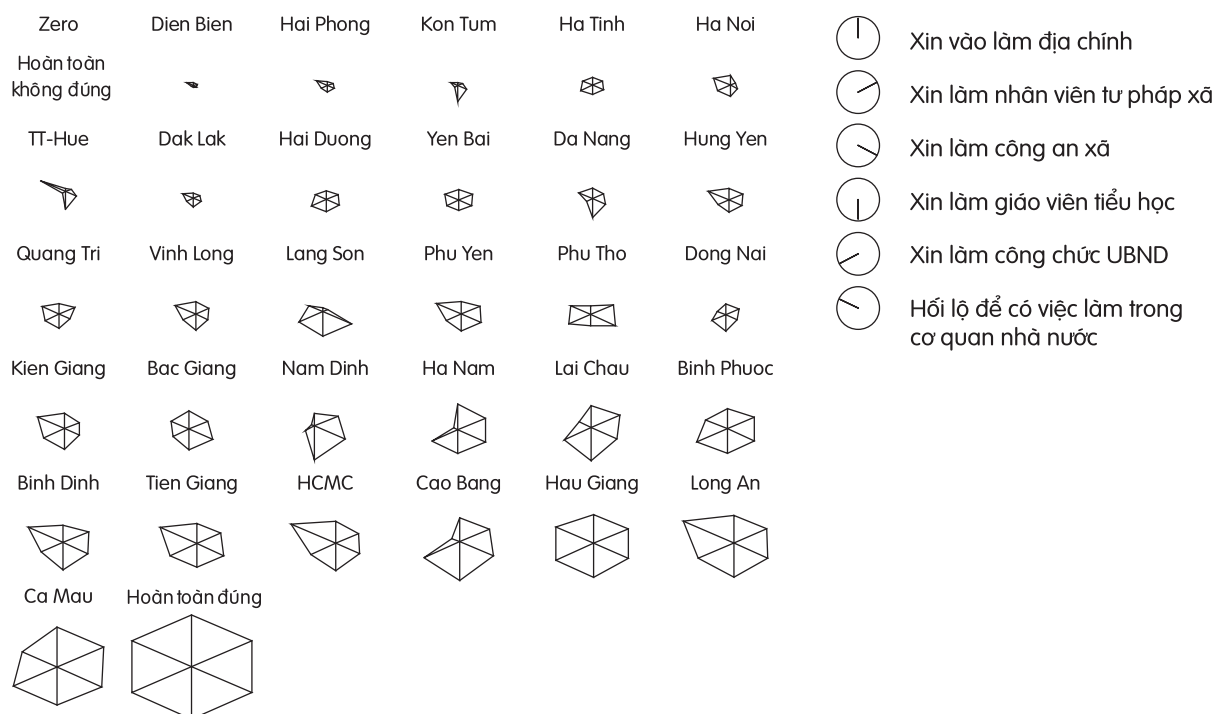 Zero Dien Bien Hai Phong Kon Tum Ha Tinh Ha Noi
Hoàn toàn
không đúng
TT-Hue Dak Lak Hai Duong Yen Bai Da Nang Hung Yen
Quang Tri Vinh Long Lang Son Phu Yen Phu Tho Dong Nai
Kien Giang Bac Giang Nam Dinh Ha Nam Lai Chau Binh Phuoc
Binh Dinh Tien Giang HCMC Cao Bang Hau Giang Long An
Ca Mau Hoàn toàn đúng
Xin vào làm địa chính
Xin làm nhân viên tư pháp xã
Xin làm công an xã
Xin làm giáo viên tiểu học
Xin làm công chức UBND
Hối lộ để có việc làm trong
cơ quan nhà nước